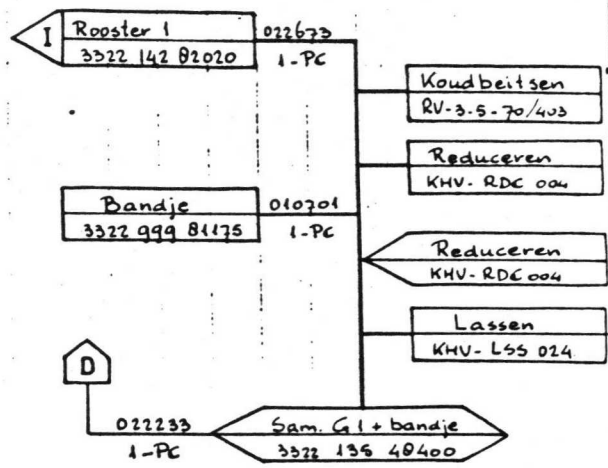 I
Rooster 1
022673
3322 142 82020
1-PC
Koudbeitsen
RV-3-5-70/403
Reduceren
KHV-RDC 004
Bandje
010701
3322 999 81175
1-PC
Reduceren
KHV-RDC 004
Lassen
KHV-LSS 024
D
022233
1-PC
Sam. G1 + bandje
3322 135 48400